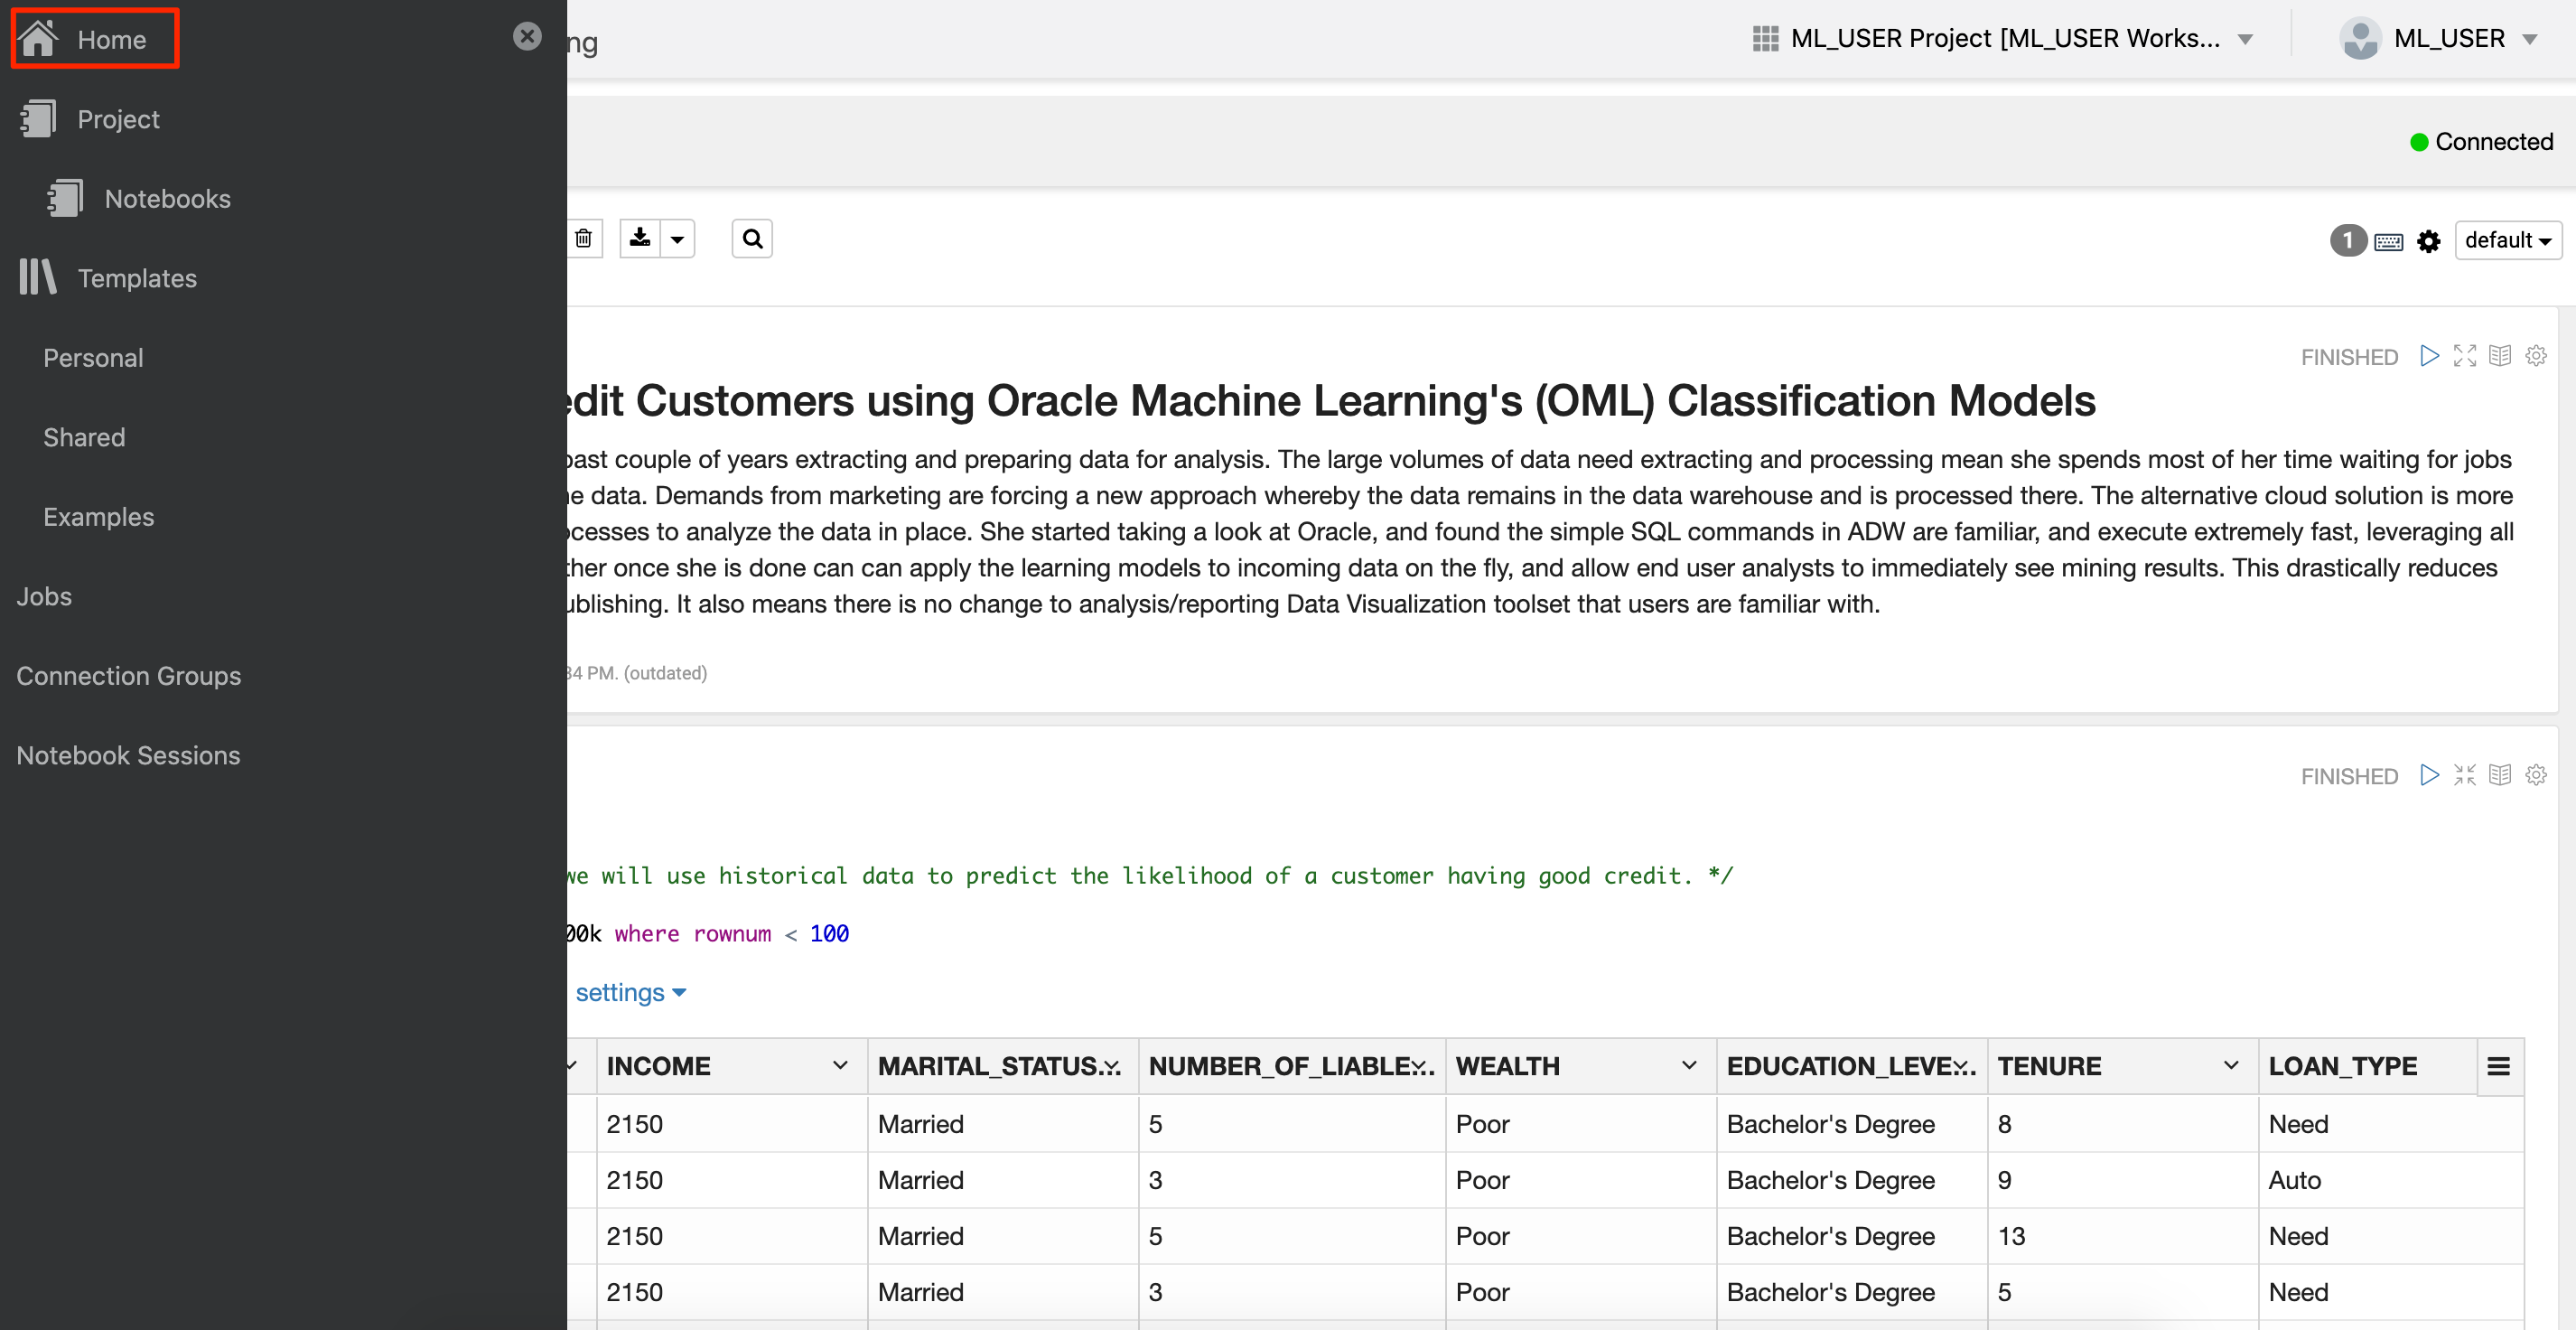 Home
Project
Notebooks
Templates
Personal
Shared
Examples
Jobs
Connection Groups
Notebook Sessions
ML_USER Project [ML_USER Works...
ML_USER
Connected
1
default
FINISHED
Credit Customers using Oracle Machine Learning's (OML) Classification Models
past couple of years extracting and preparing data for analysis. The large volumes of data need extracting and processing mean she spends most of her time waiting for jobs
data. Demands from marketing are forcing a new approach whereby the data remains in the data warehouse and is processed there. The alternative cloud solution is more
to analyze the data in place. She started taking a look at Oracle, and found the simple SQL commands in ADW are familiar, and execute extremely fast, leveraging all
once she is done can can apply the learning models to incoming data on the fly, and allow end user analysts to immediately see mining results. This drastically reduces
It also means there is no change to analysis/reporting Data Visualization toolset that users are familiar with.
34 PM. (outdated)
FINISHED
we will use historical data to predict the likelihood of a customer having good credit. */
00k where rownum < 100
settings
INCOME MARITAL_STATUS... NUMBER_OF_LIABLE... WEALTH EDUCATION_LEVE... TENURE LOAN_TYPE
2150 Married 5 Poor Bachelor's Degree 8 Need
2150 Married 3 Poor Bachelor's Degree 9 Auto
2150 Married 5 Poor Bachelor's Degree 13 Need
2150 Married 3 Poor Bachelor's Degree 5 Need